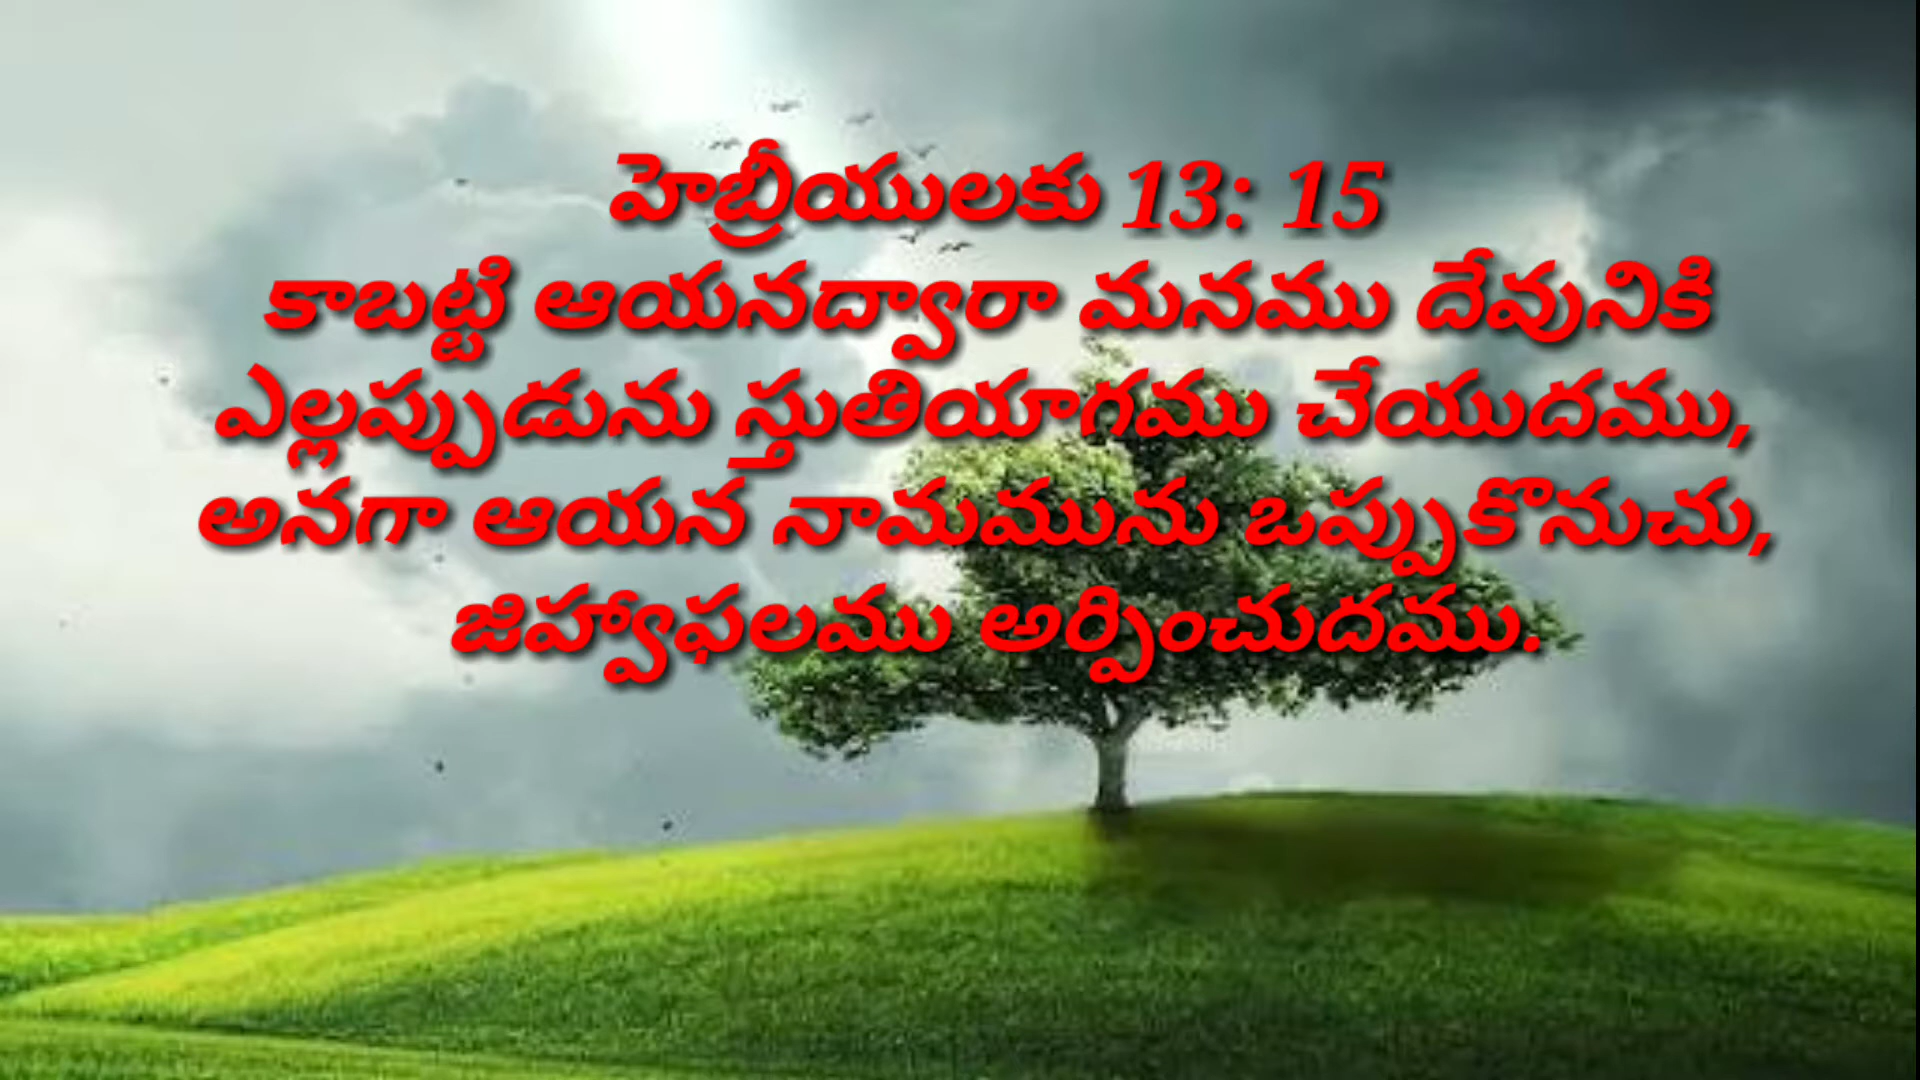 హెబ్రీయులకు 13: 15
కాబట్టి ఆయనద్వారా మనము దేవునికి
ఎల్లప్పుడును స్తుతియాగము చేయుదము,
అనగా ఆయన నామమును ఒప్పుకొనుచు,
జిహ్వాఫలము అర్పించుదము.